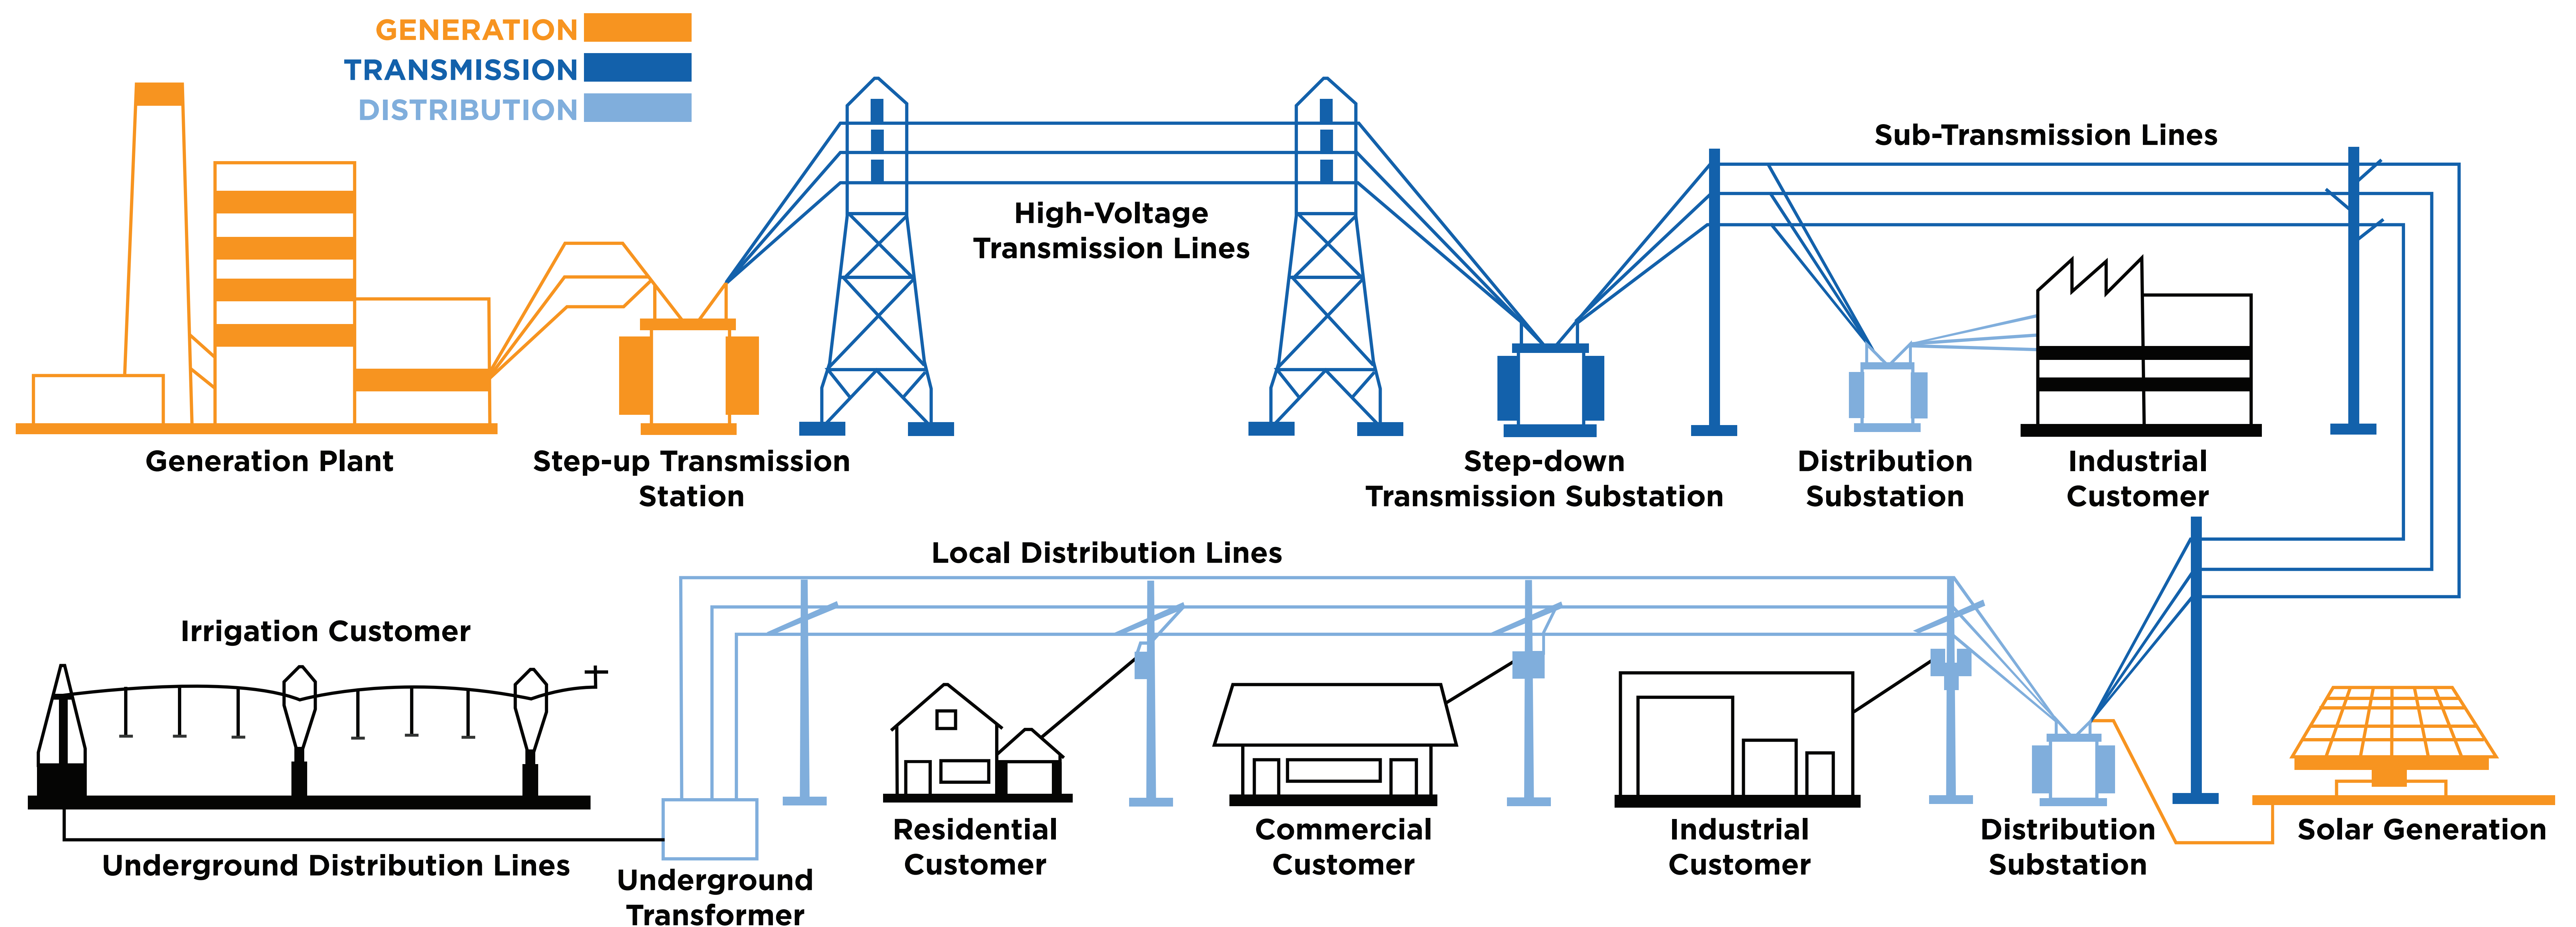 GENERATION
TRANSMISSION
DISTRIBUTION
Sub-Transmission Lines
High-Voltage
Transmission Lines
Generation Plant
Step-up Transmission
Station
Step-down
Transmission Substation
Distribution
Substation
Industrial
Customer
Local Distribution Lines
Irrigation Customer
Underground Distribution Lines
Underground
Transformer
Residential
Customer
Commercial
Customer
Industrial
Customer
Distribution
Substation
Solar Generation